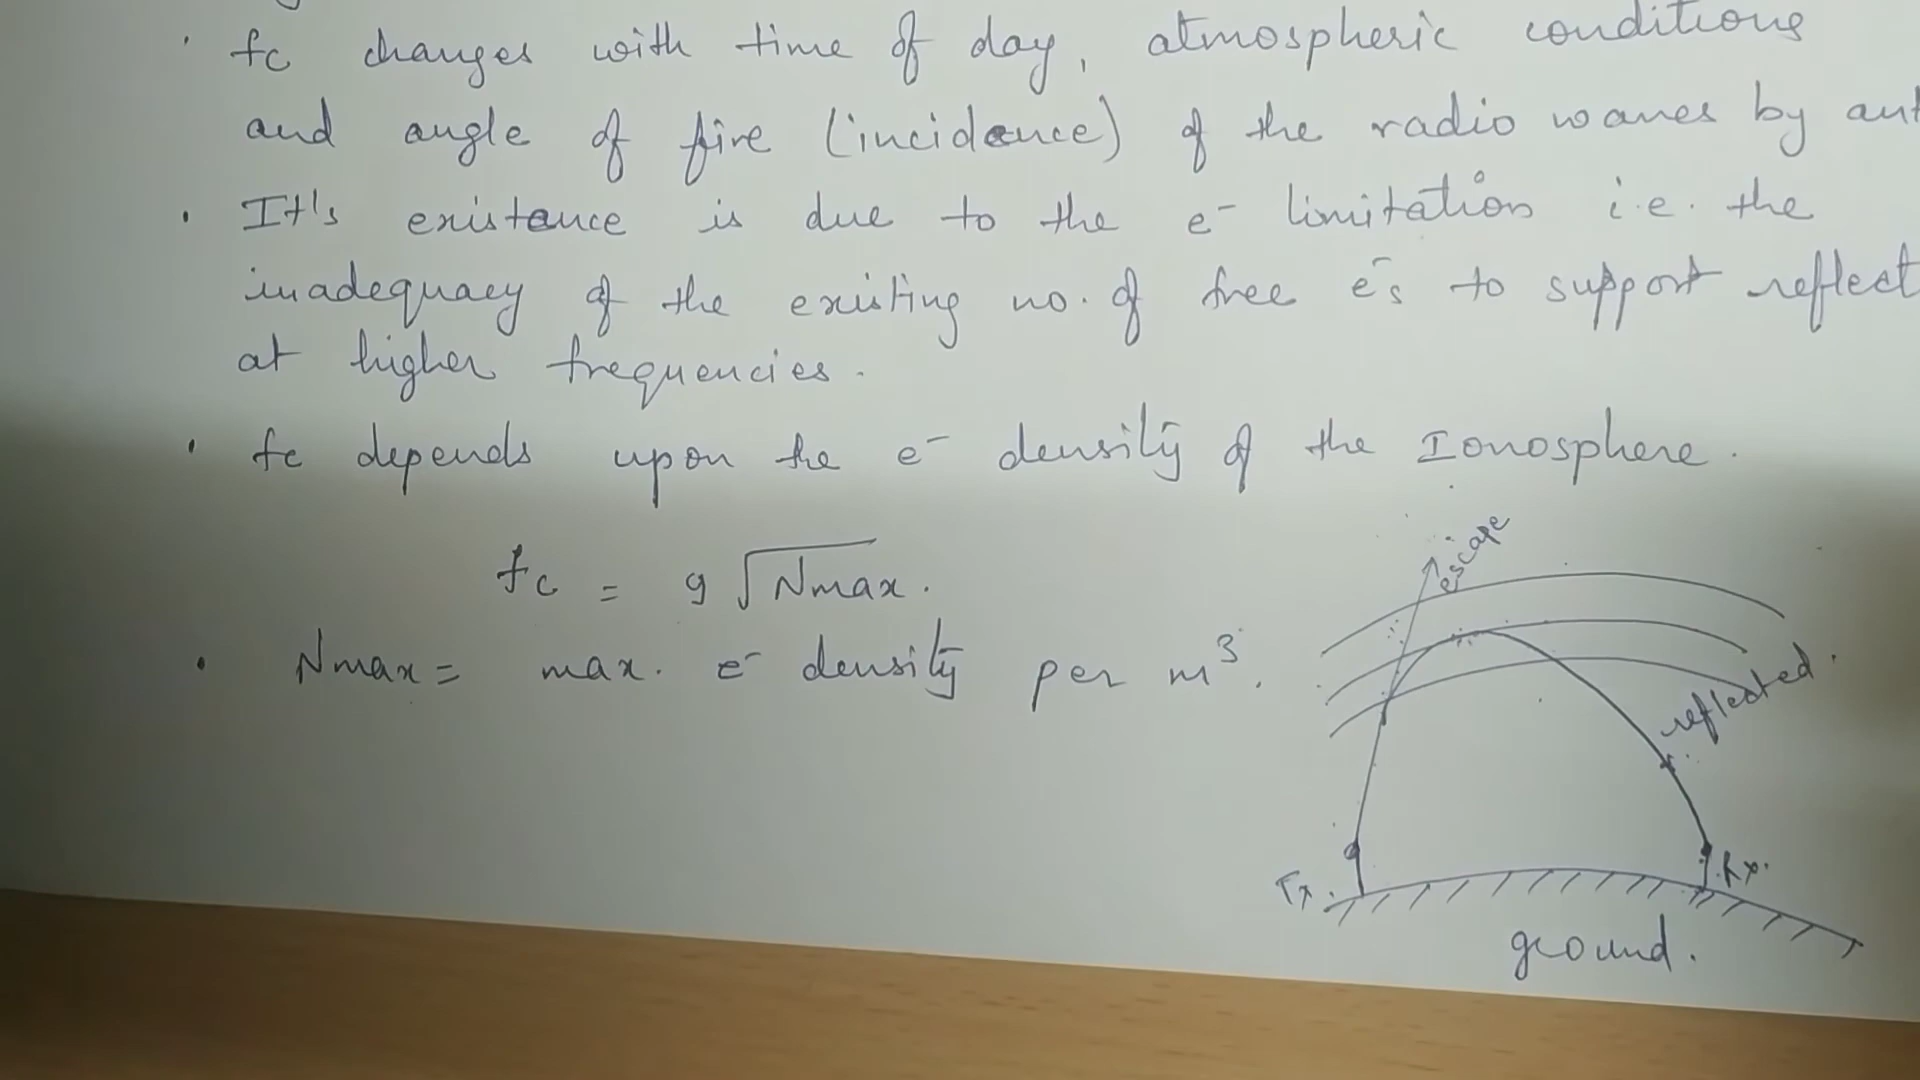 · fc changes with time of day, atmospheric conditions
and angle of fire (incidence) of the radio waves by ant
· It's existence is due to the e⁻ limitation i.e. the
inadequacy of the existing no. of free e⁻s to support reflect
at higher frequencies.
· fc depends upon the e⁻ density of the Ionosphere.
fc = 9 √Nmax.
· Nmax = max. e⁻ density per m³.
escape
reflected.
Tx.
Rx.
ground.